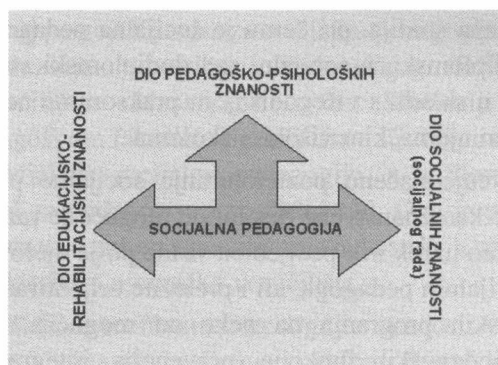 DIO PEDAGOŠKO-PSIHOLOŠKIH
ZNANOSTI
DIO EDUKACIJSKO-
REHABILITACIJSKIH ZNANOSTI
SOCIJALNA PEDAGOGIJA
DIO SOCIJALNIH ZNANOSTI
(socijalnog rada)